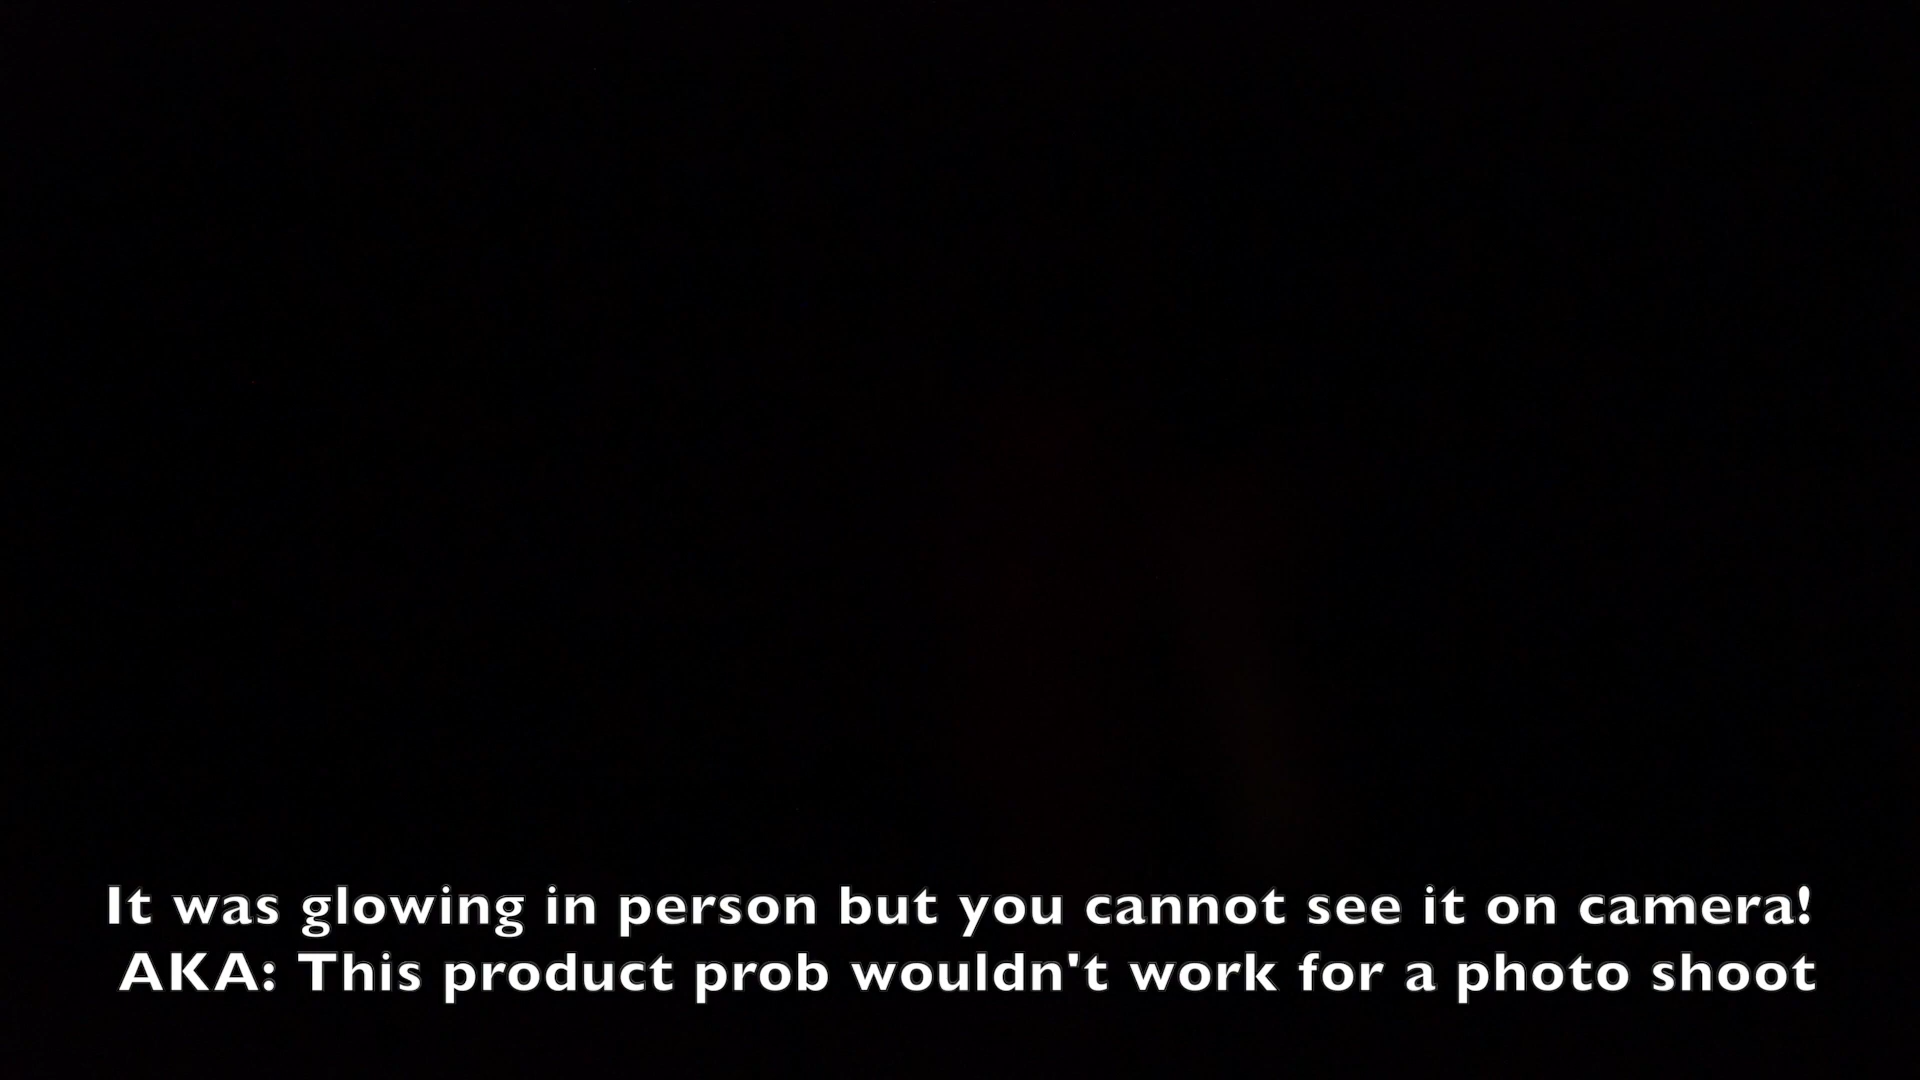 It was glowing in person but you cannot see it on camera!
AKA: This product prob wouldn't work for a photo shoot